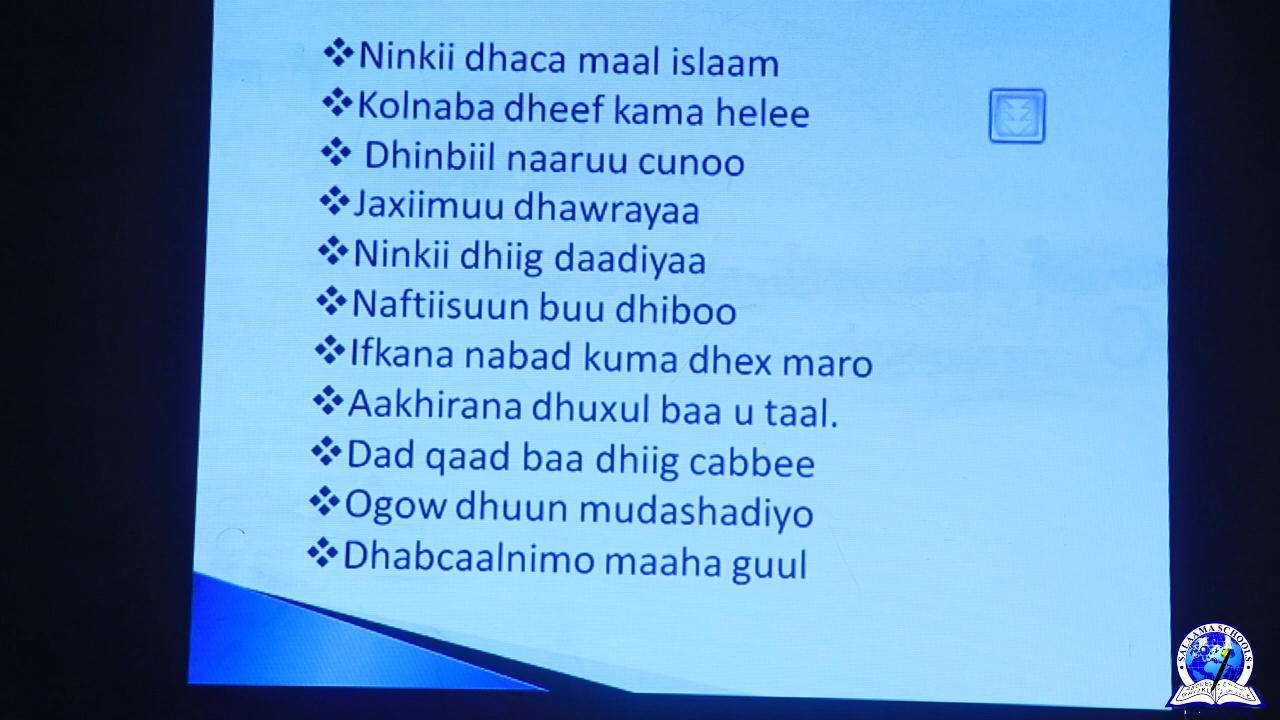 Ninkii dhaca maal islaam
Kolnaba dheef kama helee
Dhinbiil naaruu cunoo
Jaxiimuu dhawrayaa
Ninkii dhiig daadiyaa
Naftiisuun buu dhiboo
Ifkana nabad kuma dhex maro
Aakhirana dhuxul baa u taal.
Dad qaad baa dhiig cabbee
Ogow dhuun mudashadiyo
Dhabcaalnimo maaha guul
SALAAMA SCHOOLS